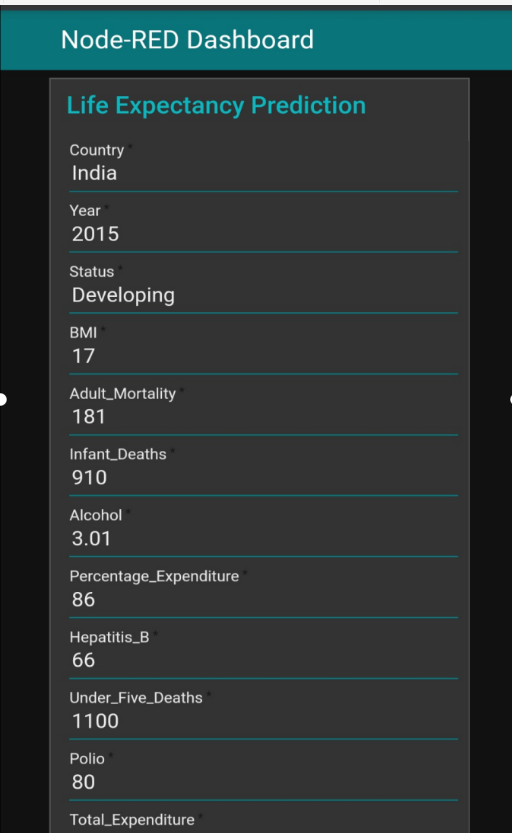 Node-RED Dashboard
Life Expectancy Prediction
Country *
India
Year *
2015
Status *
Developing
BMI *
17
Adult_Mortality *
181
Infant_Deaths *
910
Alcohol *
3.01
Percentage_Expenditure *
86
Hepatitis_B *
66
Under_Five_Deaths *
1100
Polio *
80
Total_Expenditure *